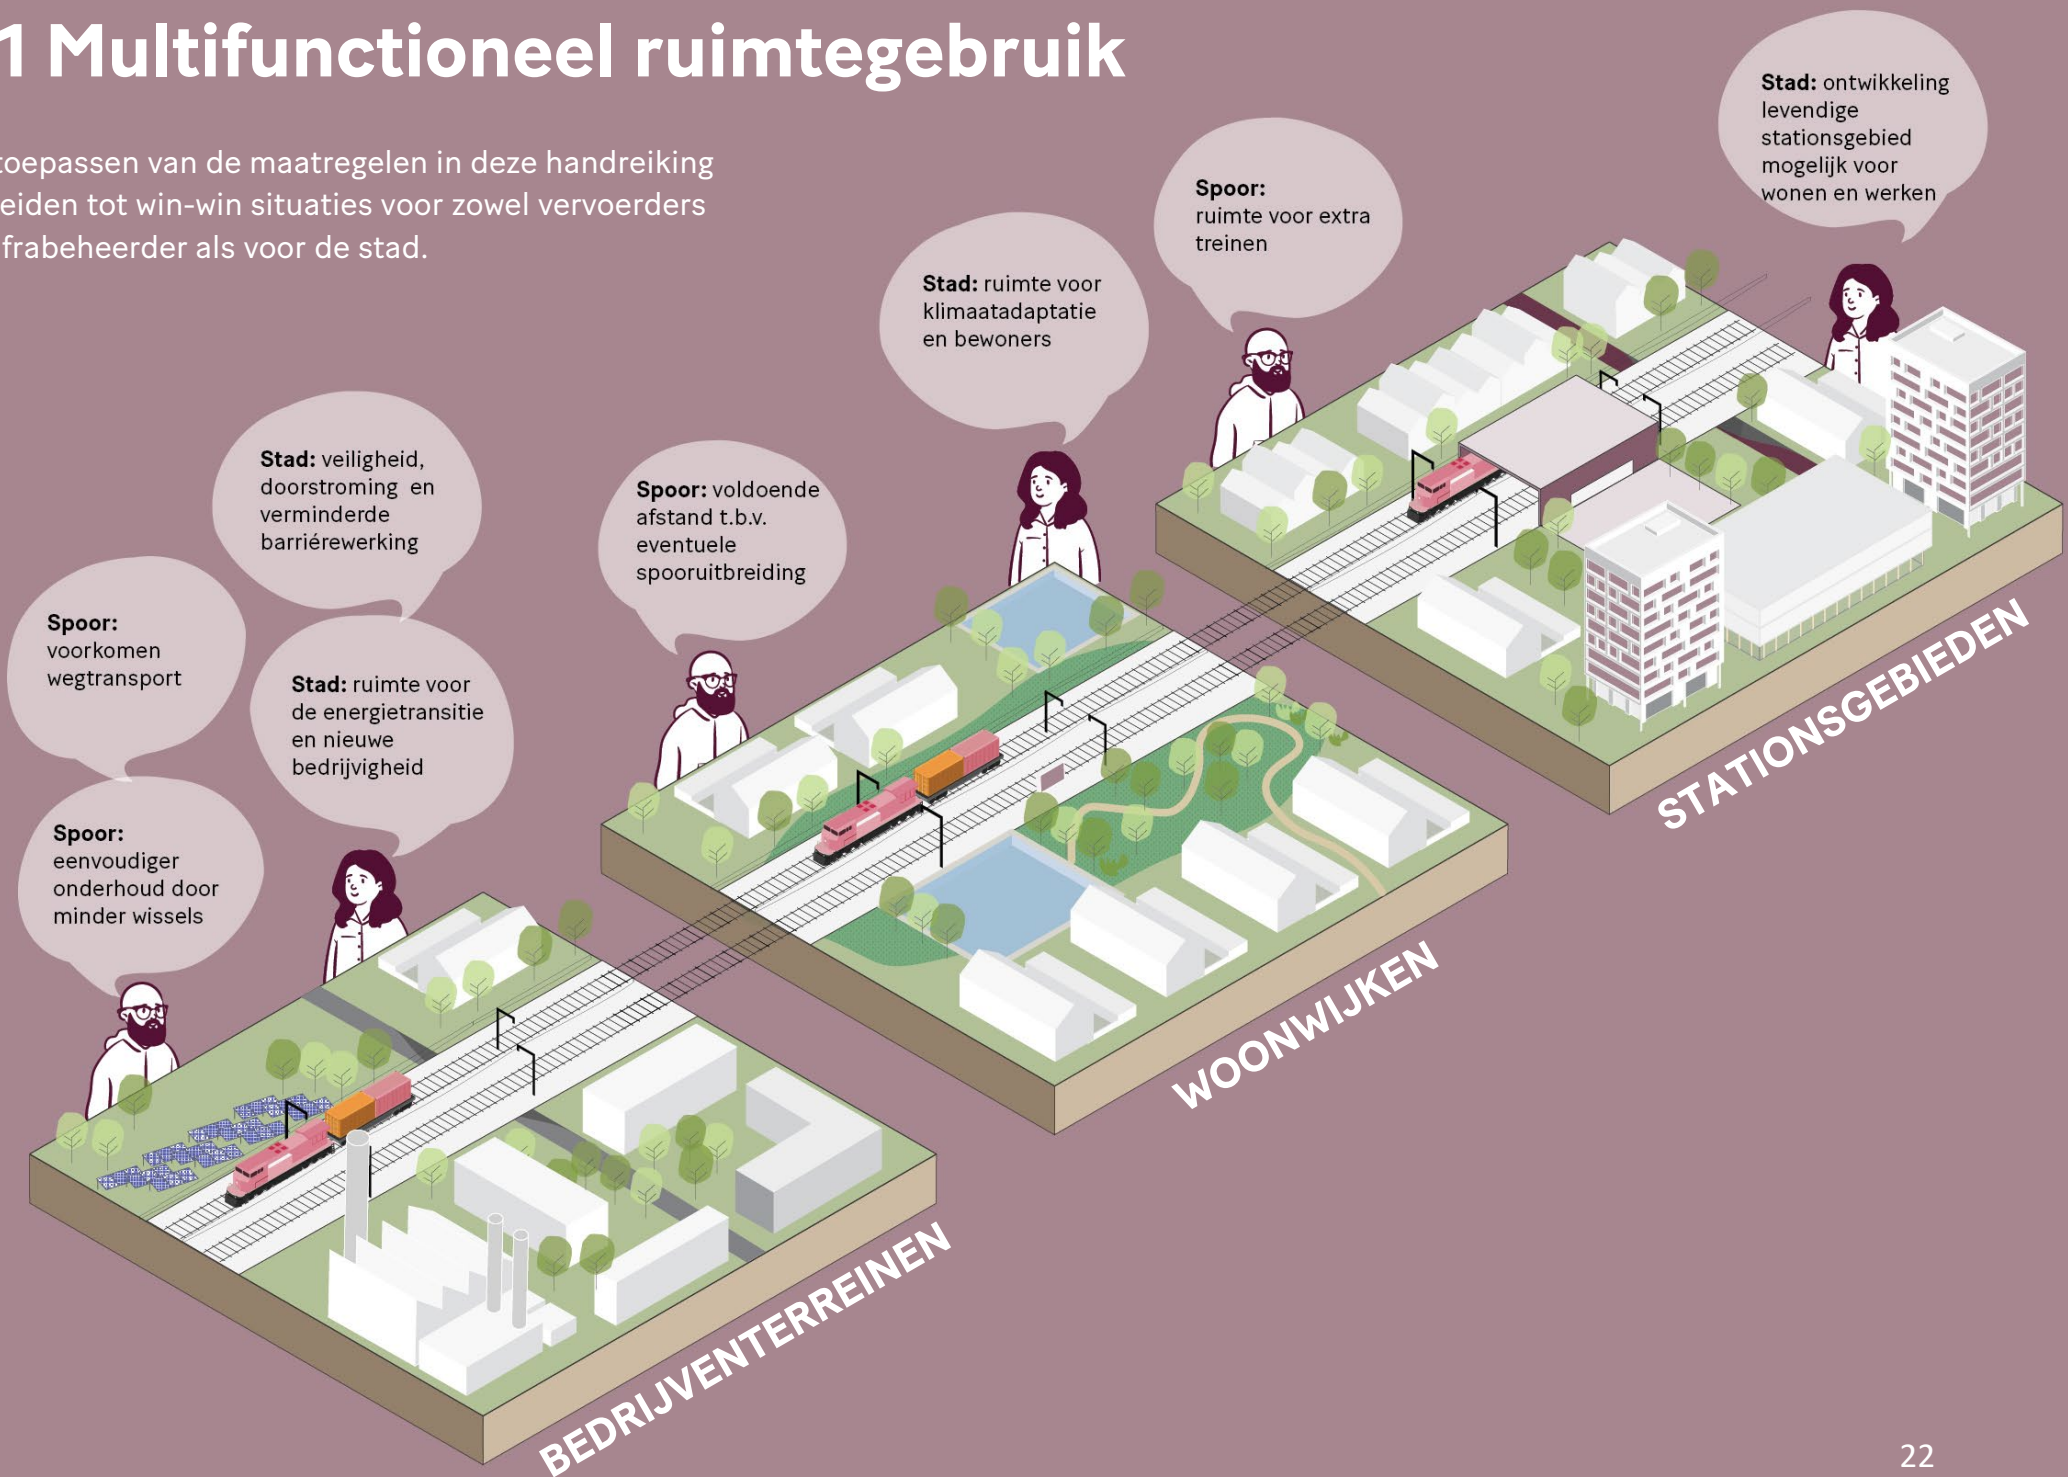 1 Multifunctioneel ruimtegebruik
toepassen van de maatregelen in deze handreiking
eiden tot win-win situaties voor zowel vervoerders
frabeheerder als voor de stad.
Stad: ontwikkeling
levendige
stationsgebied
mogelijk voor
wonen en werken
Spoor:
ruimte voor extra
treinen
Stad: ruimte voor
klimaatadaptatie
en bewoners
Spoor: voldoende
afstand t.b.v.
eventuele
spooruitbreiding
Stad: veiligheid,
doorstroming en
verminderde
barriérewerking
Spoor:
voorkomen
wegtransport
Stad: ruimte voor
de energietransitie
en nieuwe
bedrijvigheid
Spoor:
eenvoudiger
onderhoud door
minder wissels
STATIONSGEBIEDEN
WOONWIJKEN
BEDRIJVENTERREINEN
22